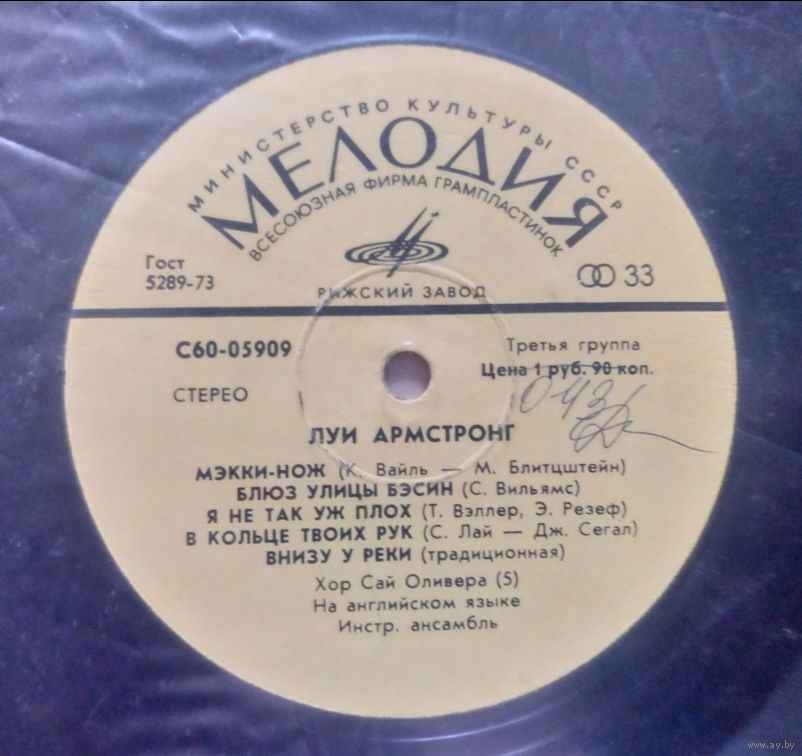 МИНИСТЕРСТВО КУЛЬТУРЫ СССР
МЕЛОДИЯ
ВСЕСОЮЗНАЯ ФИРМА ГРАМПЛАСТИНОК
Гост
5289-73
33
РИЖСКИЙ ЗАВОД
С60-05909
Третья группа
Цена 1 руб. 90 коп.
СТЕРЕО
ЛУИ АРМСТРОНГ
МЭККИ-НОЖ (К. Вайль — М. Блитцштейн)
БЛЮЗ УЛИЦЫ БЭСИН (С. Вильямс)
Я НЕ ТАК УЖ ПЛОХ (Т. Вэллер, Э. Резеф)
В КОЛЬЦЕ ТВОИХ РУК (С. Лай — Дж. Сегал)
ВНИЗУ У РЕКИ (традиционная)
Хор Сай Оливера (5)
На английском языке
Инстр. ансамбль
www.ay.by